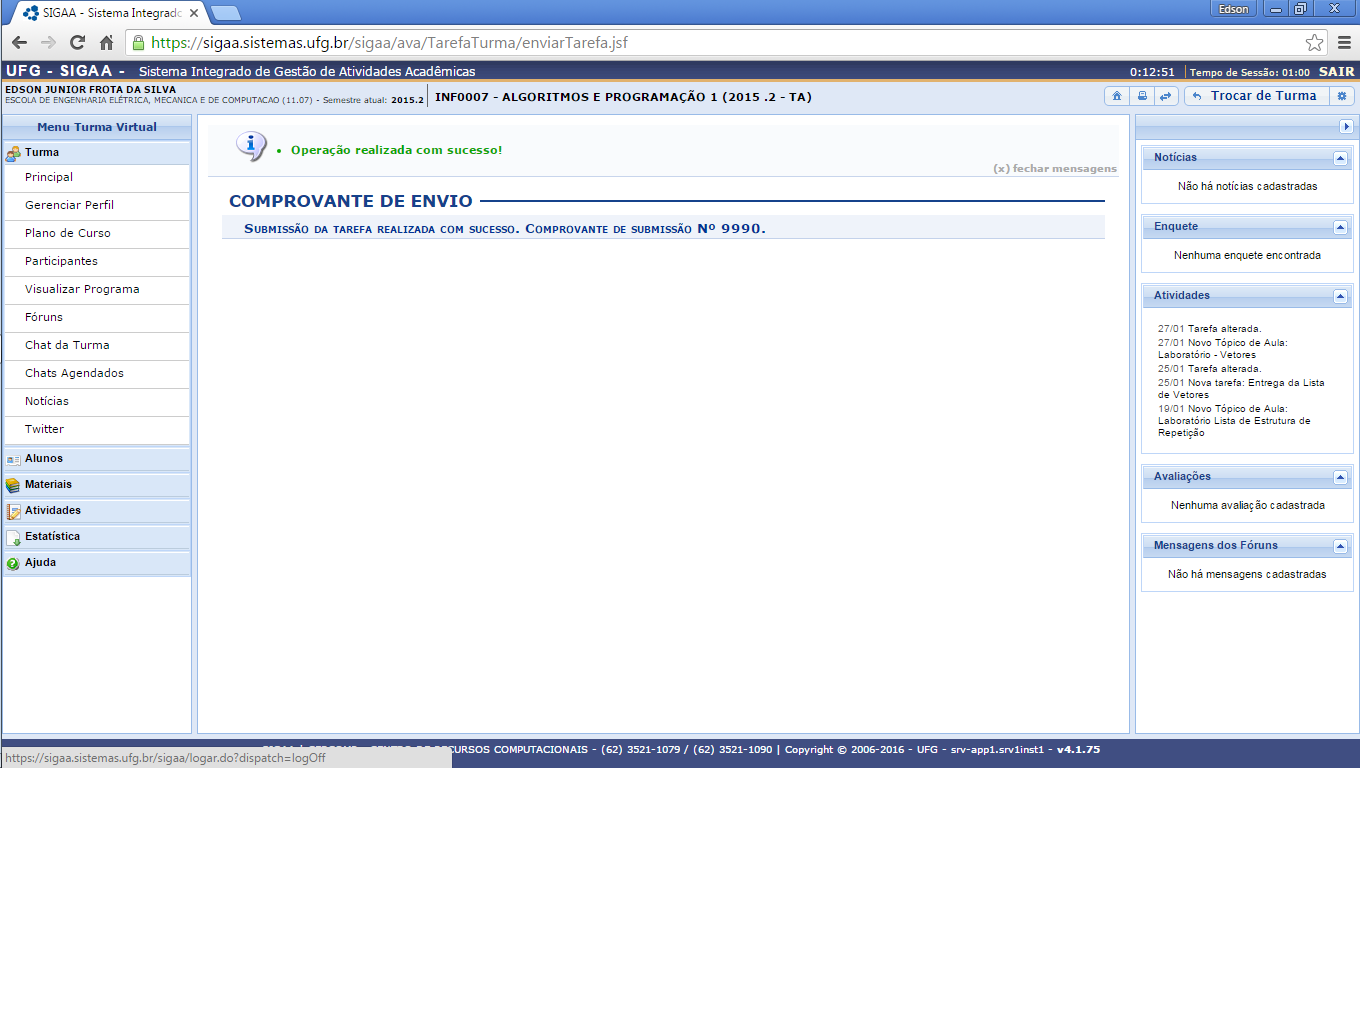 SIGAA - Sistema Integrado
Edson
https://sigaa.sistemas.ufg.br/sigaa/ava/TarefaTurma/enviarTarefa.jsf
UFG - SIGAA - Sistema Integrado de Gestão de Atividades Acadêmicas
0:12:51 Tempo de Sessão: 01:00 SAIR
EDSON JUNIOR FROTA DA SILVA
ESCOLA DE ENGENHARIA ELÉTRICA, MECANICA E DE COMPUTACAO (11.07) - Semestre atual: 2015.2
INF0007 - ALGORITMOS E PROGRAMAÇÃO 1 (2015 .2 - TA)
Trocar de Turma
Menu Turma Virtual
Turma
Principal
Gerenciar Perfil
Plano de Curso
Participantes
Visualizar Programa
Fóruns
Chat da Turma
Chats Agendados
Notícias
Twitter
Alunos
Materiais
Atividades
Estatística
Ajuda
Operação realizada com sucesso!
(x) fechar mensagens
COMPROVANTE DE ENVIO
Submissão da tarefa realizada com sucesso. Comprovante de submissão Nº 9990.
Notícias
Não há notícias cadastradas
Enquete
Nenhuma enquete encontrada
Atividades
27/01 Tarefa alterada.
27/01 Novo Tópico de Aula:
Laboratório - Vetores
25/01 Tarefa alterada.
25/01 Nova tarefa: Entrega da Lista
de Vetores
19/01 Novo Tópico de Aula:
Laboratório Lista de Estrutura de
Repetição
Avaliações
Nenhuma avaliação cadastrada
Mensagens dos Fóruns
Não há mensagens cadastradas
COMPUTACIONAIS - (62) 3521-1079 / (62) 3521-1090 | Copyright © 2006-2016 - UFG - srv-app1.srv1inst1 - v4.1.75
https://sigaa.sistemas.ufg.br/sigaa/logar.do?dispatch=logOff